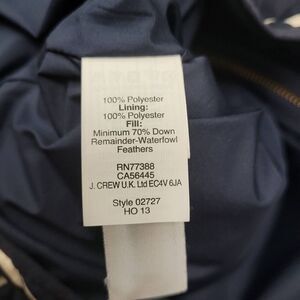 100% Polyester
Lining:
100% Polyester
Fill:
Minimum 70% Down
Remainder-Waterfowl
Feathers
RN77388
CA56445
J. CREW U.K. Ltd EC4V 6JA
Style 02727
HO 13